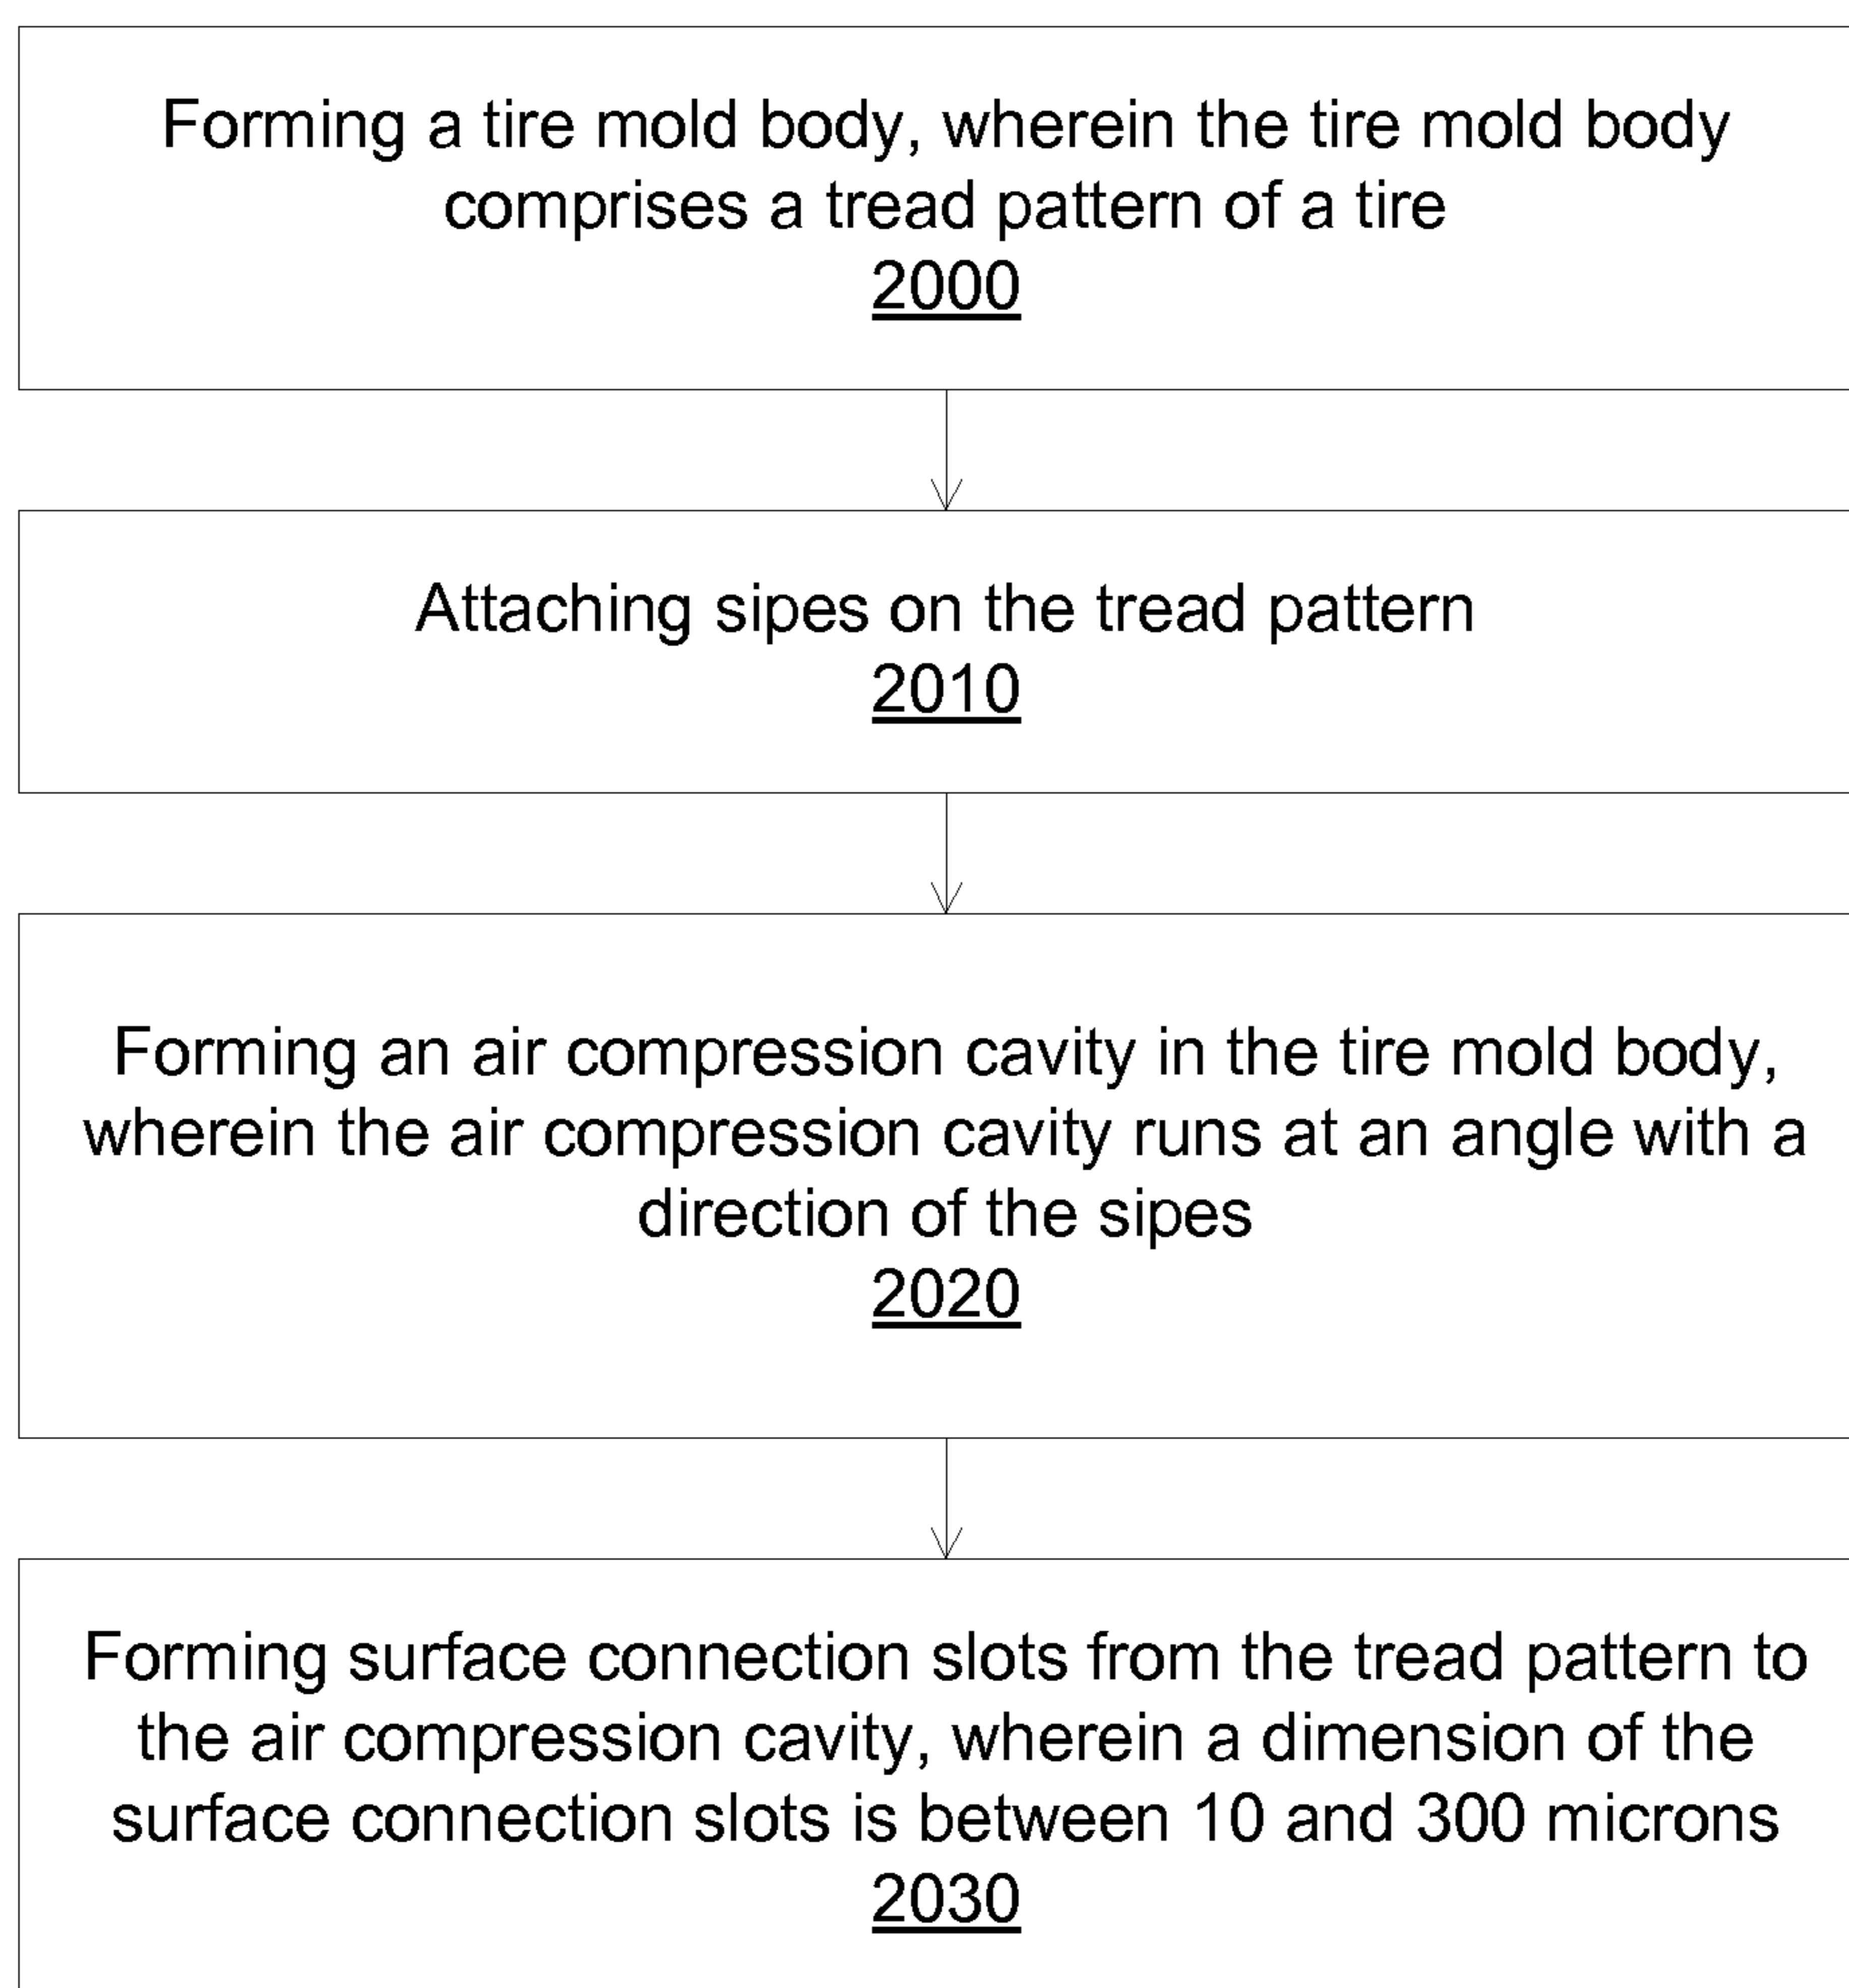 Forming a tire mold body, wherein the tire mold body
comprises a tread pattern of a tire
2000
Attaching sipes on the tread pattern
2010
Forming an air compression cavity in the tire mold body,
wherein the air compression cavity runs at an angle with a
direction of the sipes
2020
Forming surface connection slots from the tread pattern to
the air compression cavity, wherein a dimension of the
surface connection slots is between 10 and 300 microns
2030